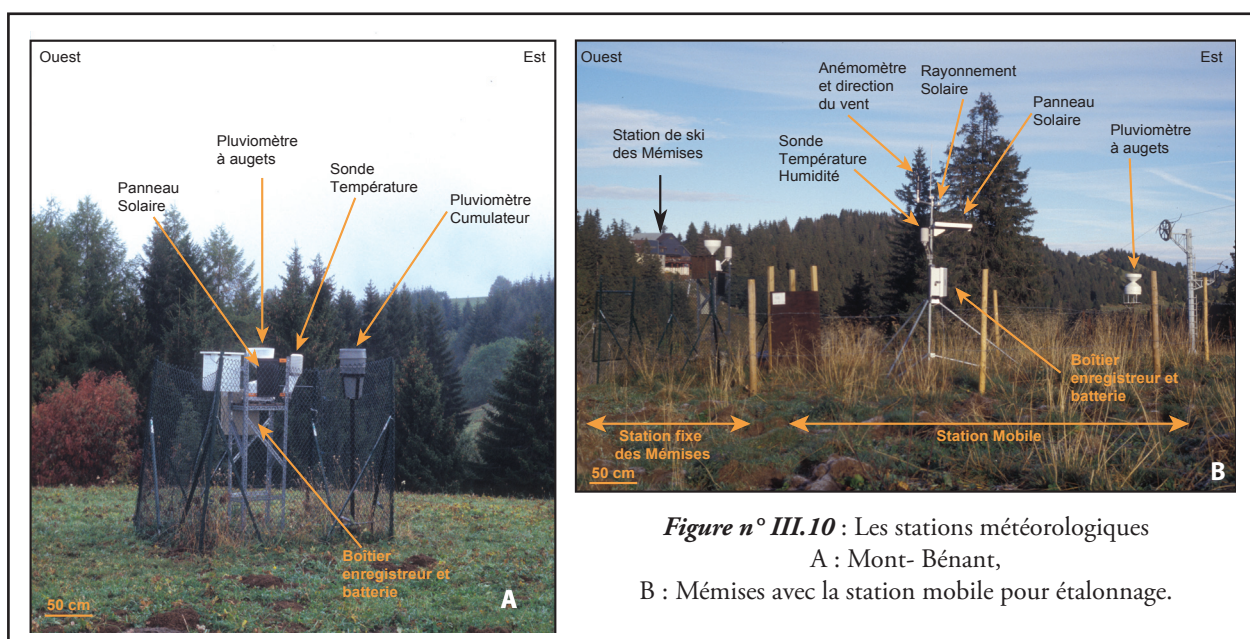 Ouest
Est
Pluviomètre
à augets
Sonde
Température
Panneau
Solaire
Pluviomètre
Cumulateur
Boîtier
enregistreur et
batterie
50 cm
A
Ouest
Est
Anémomètre
et direction
du vent
Rayonnement
Solaire
Panneau
Solaire
Station de ski
des Mémises
Sonde
Température
Humidité
Pluviomètre
à augets
Boîtier
enregistreur et
batterie
Station fixe
des Mémises
Station Mobile
50 cm
B
Figure n° III.10 : Les stations météorologiques
A : Mont- Bénant,
B : Mémises avec la station mobile pour étalonnage.